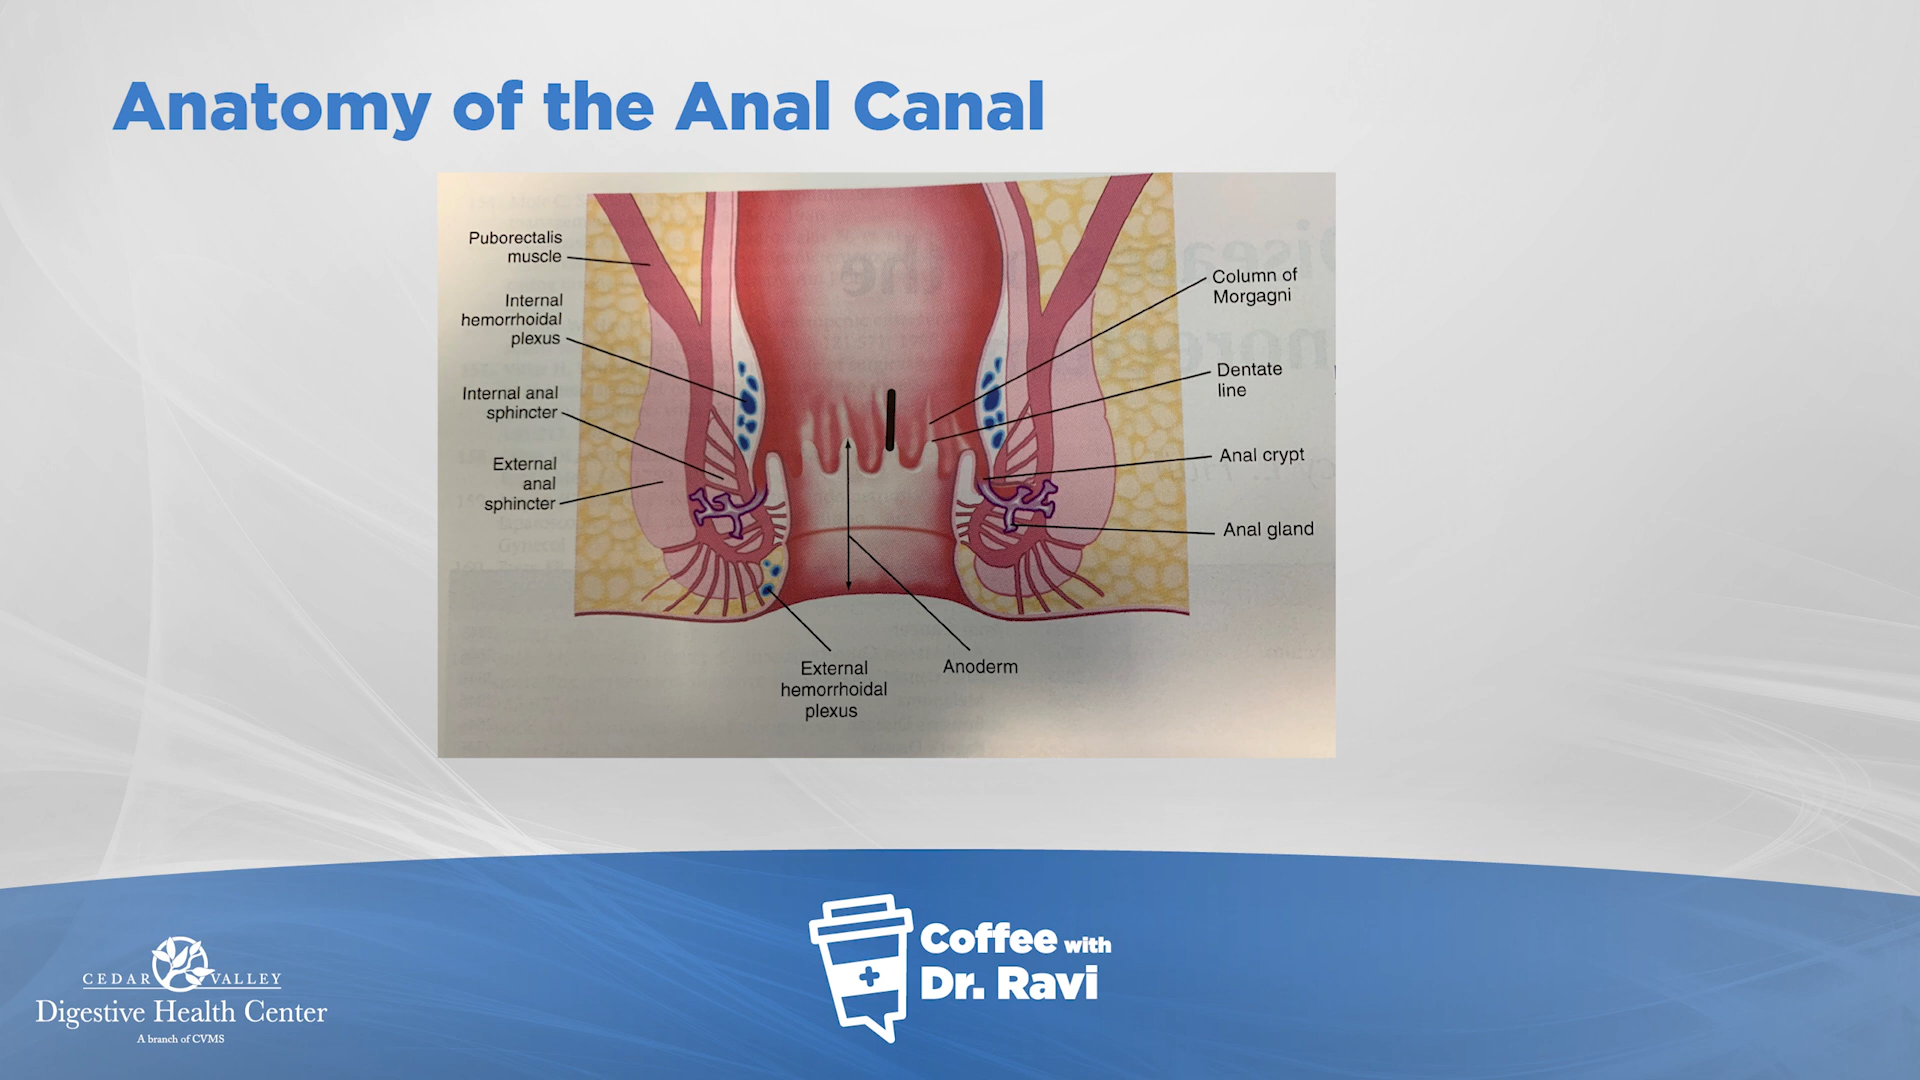 Anatomy of the Anal Canal
Puborectalis
muscle
Internal
hemorrhoidal
plexus
Internal anal
sphincter
External
anal
sphincter
Column of
Morgagni
Dentate
line
Anal crypt
Anal gland
External
hemorrhoidal
plexus
Anoderm
CEDAR VALLEY
Digestive Health Center
A branch of CVMS
Coffee with
Dr. Ravi